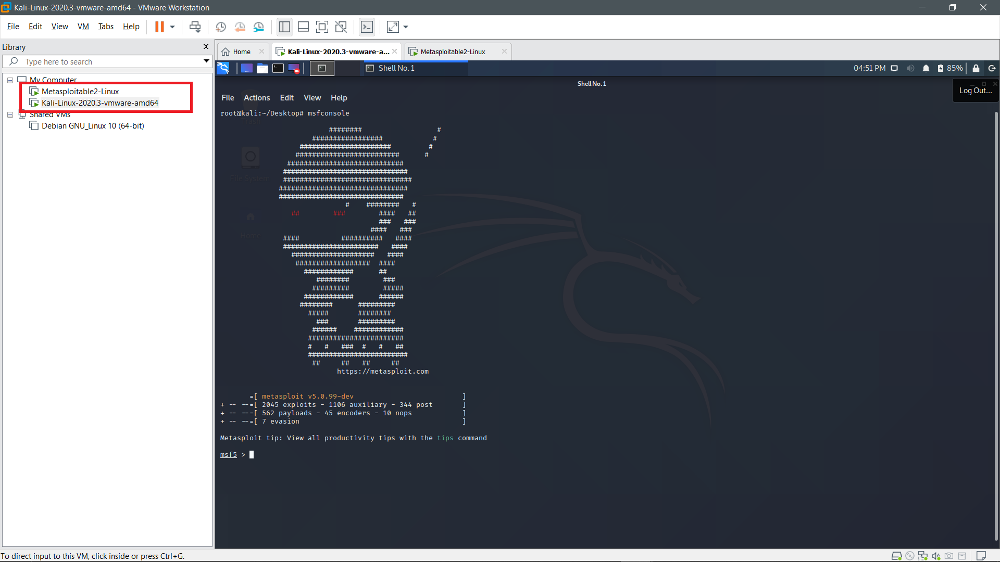 Kali-Linux-2020.3-vmware-amd64 - VMware Workstation
File Edit View VM Tabs Help
Library
Type here to search
My Computer
Metasploitable2-Linux
Kali-Linux-2020.3-vmware-amd64
Shared VMs
Debian GNU_Linux 10 (64-bit)
Home Kali-Linux-2020.3-vmware-a... Metasploitable2-Linux
Shell No. 1 04:51 PM 85%
Shell No. 1
Log Out...
File Actions Edit View Help
root@kali:~/Desktop# msfconsole
Trash
File System
Home
https://metasploit.com
=[ metasploit v5.0.99-dev ]
+ -- --=[ 2045 exploits - 1106 auxiliary - 344 post ]
+ -- --=[ 562 payloads - 45 encoders - 10 nops ]
+ -- --=[ 7 evasion ]
Metasploit tip: View all productivity tips with the tips command
msf5 >
To direct input to this VM, click inside or press Ctrl+G.